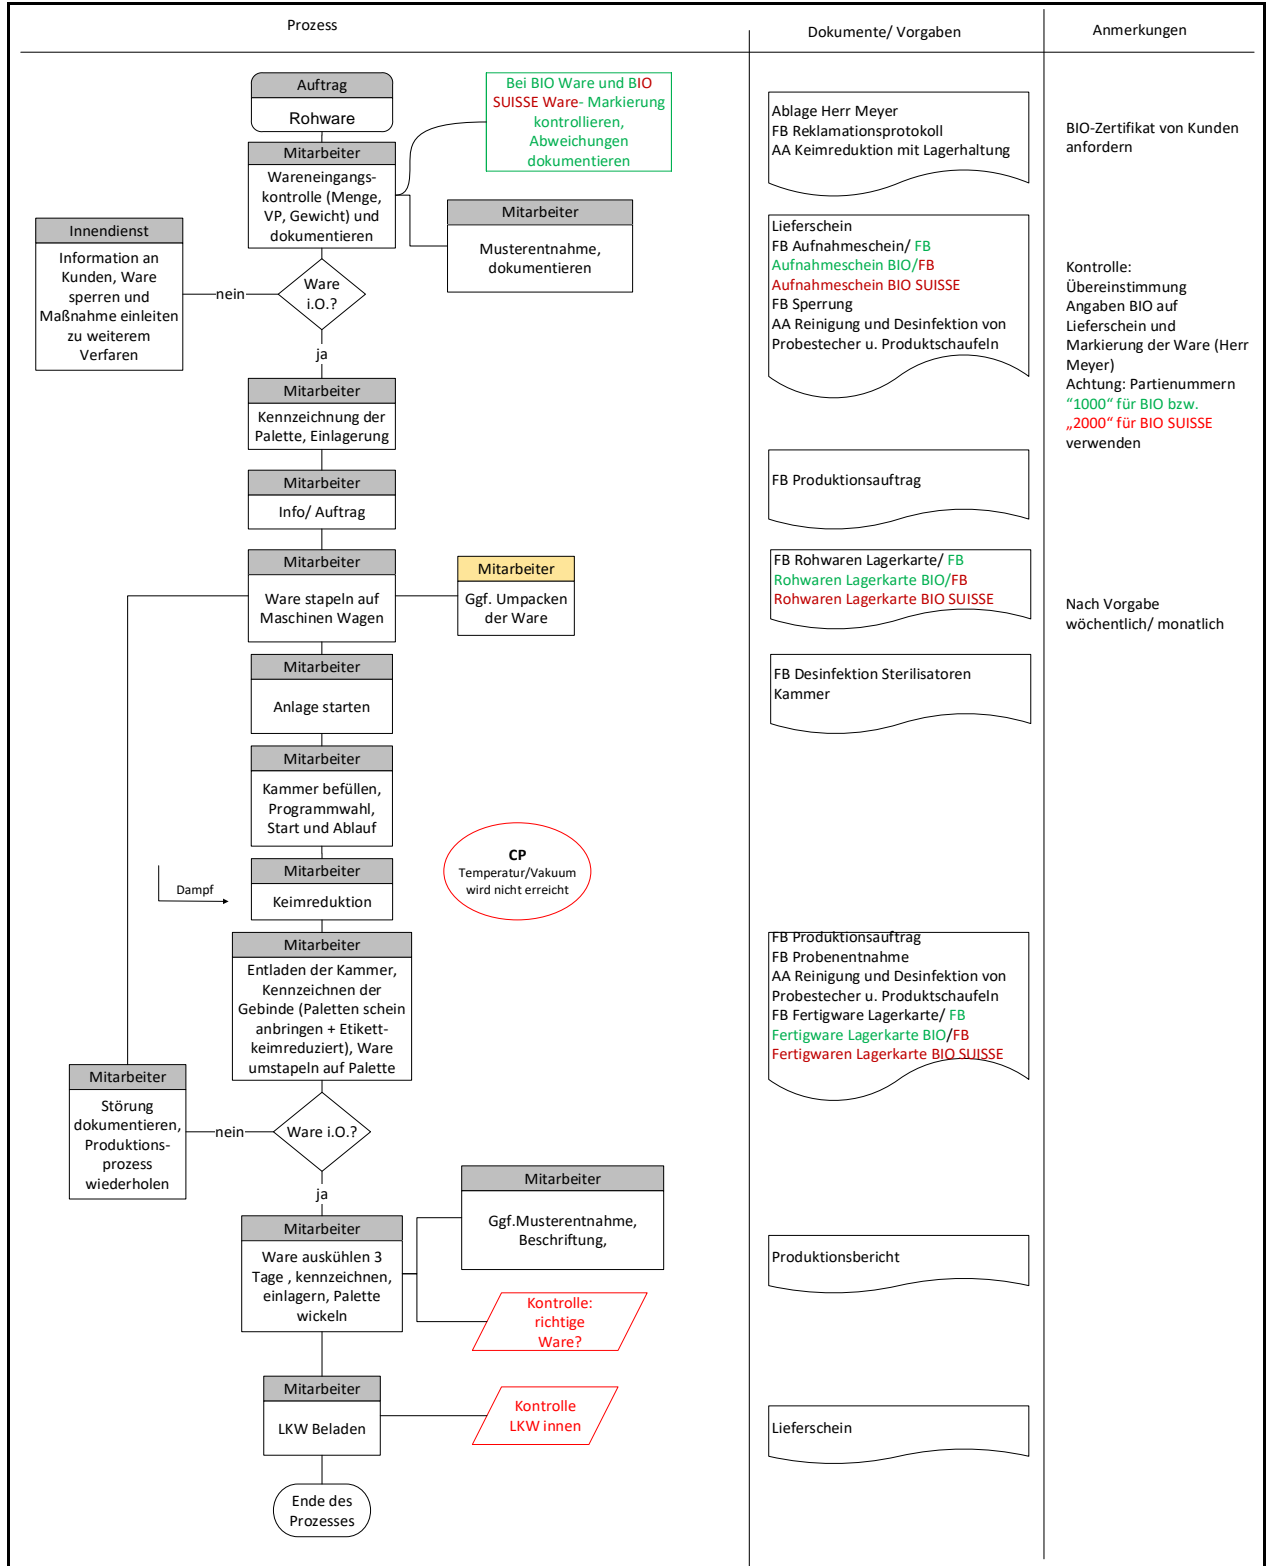 Prozess
Dokumente/ Vorgaben
Anmerkungen
Auftrag
Rohware
Bei BIO Ware und BIO
SUISSE Ware- Markierung
kontrollieren,
Abweichungen
dokumentieren
Ablage Herr Meyer
FB Reklamationsprotokoll
AA Keimreduktion mit Lagerhaltung
BIO-Zertifikat von Kunden
anfordern
Mitarbeiter
Wareneingangs-
kontrolle (Menge,
VP, Gewicht) und
dokumentieren
Mitarbeiter
Musterentnahme,
dokumentieren
Innendienst
Information an
Kunden, Ware
sperren und
Maßnahme einleiten
zu weiterem
Verfaren
nein
Ware
i.O.?
ja
Lieferschein
FB Aufnahmeschein/ FB
Aufnahmeschein BIO/FB
Aufnahmeschein BIO SUISSE
FB Sperrung
AA Reinigung und Desinfektion von
Probestecher u. Produktschaufeln
Kontrolle:
Übereinstimmung
Angaben BIO auf
Lieferschein und
Markierung der Ware (Herr
Meyer)
Achtung: Partienummern
“1000“ für BIO bzw.
„2000“ für BIO SUISSE
verwenden
Mitarbeiter
Kennzeichnung der
Palette, Einlagerung
Mitarbeiter
Info/ Auftrag
FB Produktionsauftrag
Mitarbeiter
Ware stapeln auf
Maschinen Wagen
Mitarbeiter
Ggf. Umpacken
der Ware
FB Rohwaren Lagerkarte/ FB
Rohwaren Lagerkarte BIO/FB
Rohwaren Lagerkarte BIO SUISSE
Nach Vorgabe
wöchentlich/ monatlich
Mitarbeiter
Anlage starten
FB Desinfektion Sterilisatoren
Kammer
Mitarbeiter
Kammer befüllen,
Programmwahl,
Start und Ablauf
CP
Temperatur/Vakuum
wird nicht erreicht
Dampf
Mitarbeiter
Keimreduktion
Mitarbeiter
Entladen der Kammer,
Kennzeichnen der
Gebinde (Paletten schein
anbringen + Etikett-
keimreduziert), Ware
umstapeln auf Palette
FB Produktionsauftrag
FB Probenentnahme
AA Reinigung und Desinfektion von
Probestecher u. Produktschaufeln
FB Fertigware Lagerkarte/ FB
Fertigware Lagerkarte BIO/FB
Fertigwaren Lagerkarte BIO SUISSE
Mitarbeiter
Störung
dokumentieren,
Produktions-
prozess
wiederholen
nein
Ware i.O.?
ja
Mitarbeiter
Ware auskühlen 3
Tage , kennzeichnen,
einlagern, Palette
wickeln
Mitarbeiter
Ggf.Musterentnahme,
Beschriftung,
Kontrolle:
richtige
Ware?
Produktionsbericht
Mitarbeiter
LKW Beladen
Kontrolle
LKW innen
Lieferschein
Ende des
Prozesses